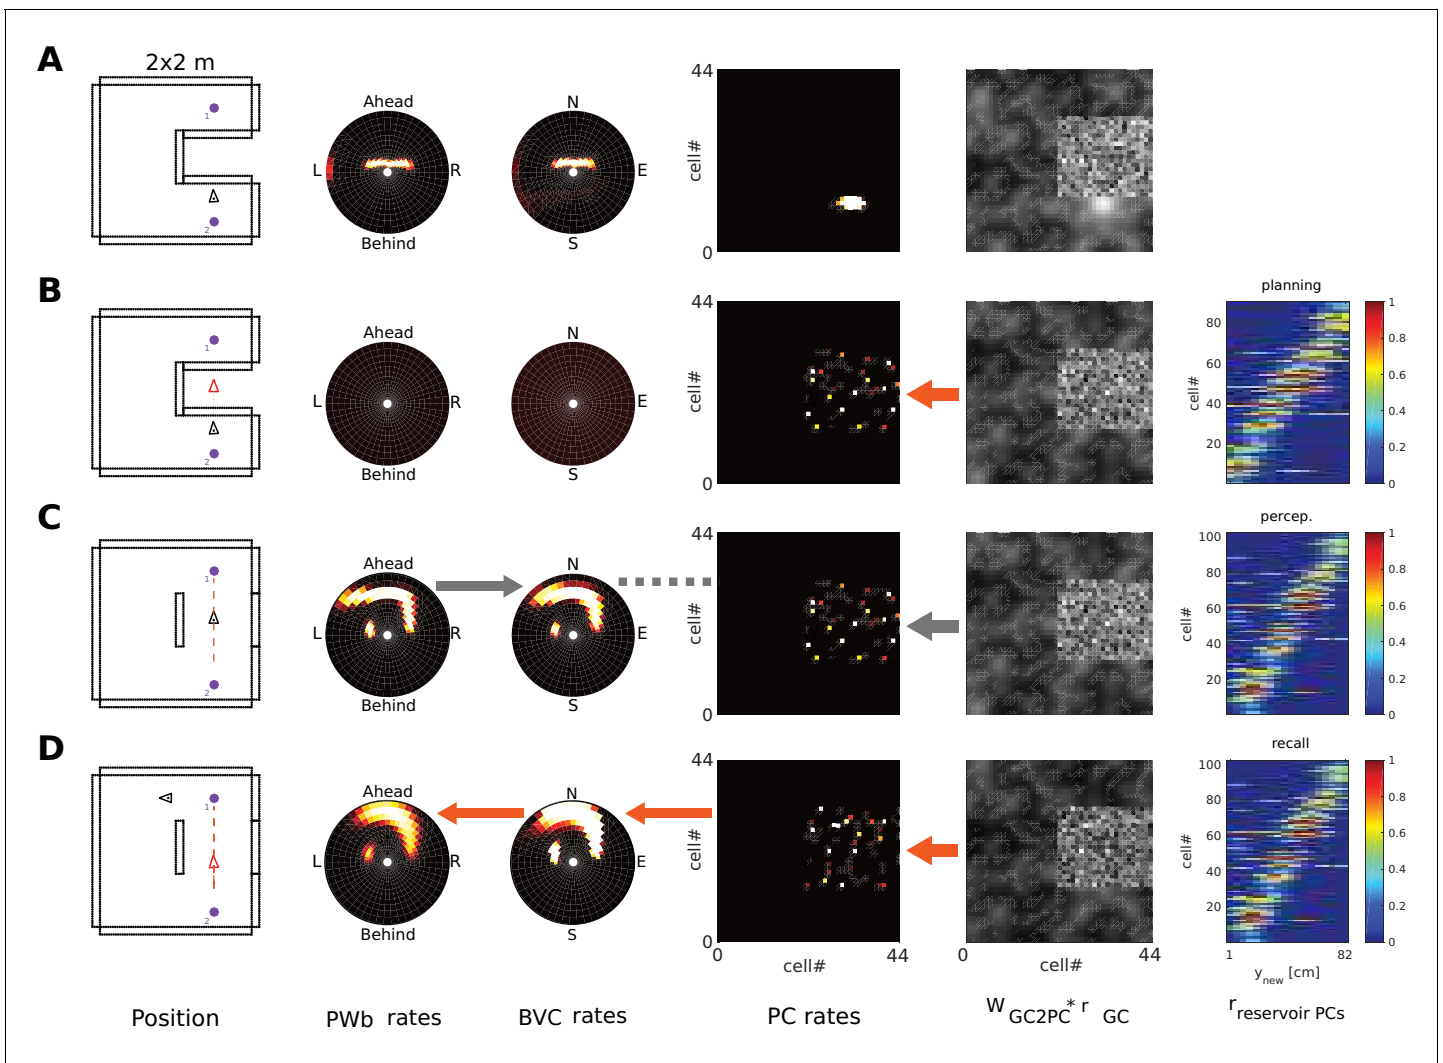 A
2x2 m
1
2
Ahead
L
R
Behind
N
E
S
44
cell#
0
B
1
2
Ahead
L
R
Behind
N
E
S
44
cell#
0
planning
80
60
40
20
cell#
1
0.8
0.6
0.4
0.2
0
C
1
2
Ahead
L
R
Behind
N
E
S
44
cell#
0
percep.
100
80
60
40
20
cell#
1
0.8
0.6
0.4
0.2
0
D
1
2
Ahead
L
R
Behind
N
E
S
44
cell#
0
0 44
cell#
0 44
cell#
recall
100
80
60
40
20
cell#
1
0.8
0.6
0.4
0.2
0
1 82
y_new [cm]
Position
PWb rates
BVC rates
PC rates
W GC2PC * r GC
r reservoir PCs